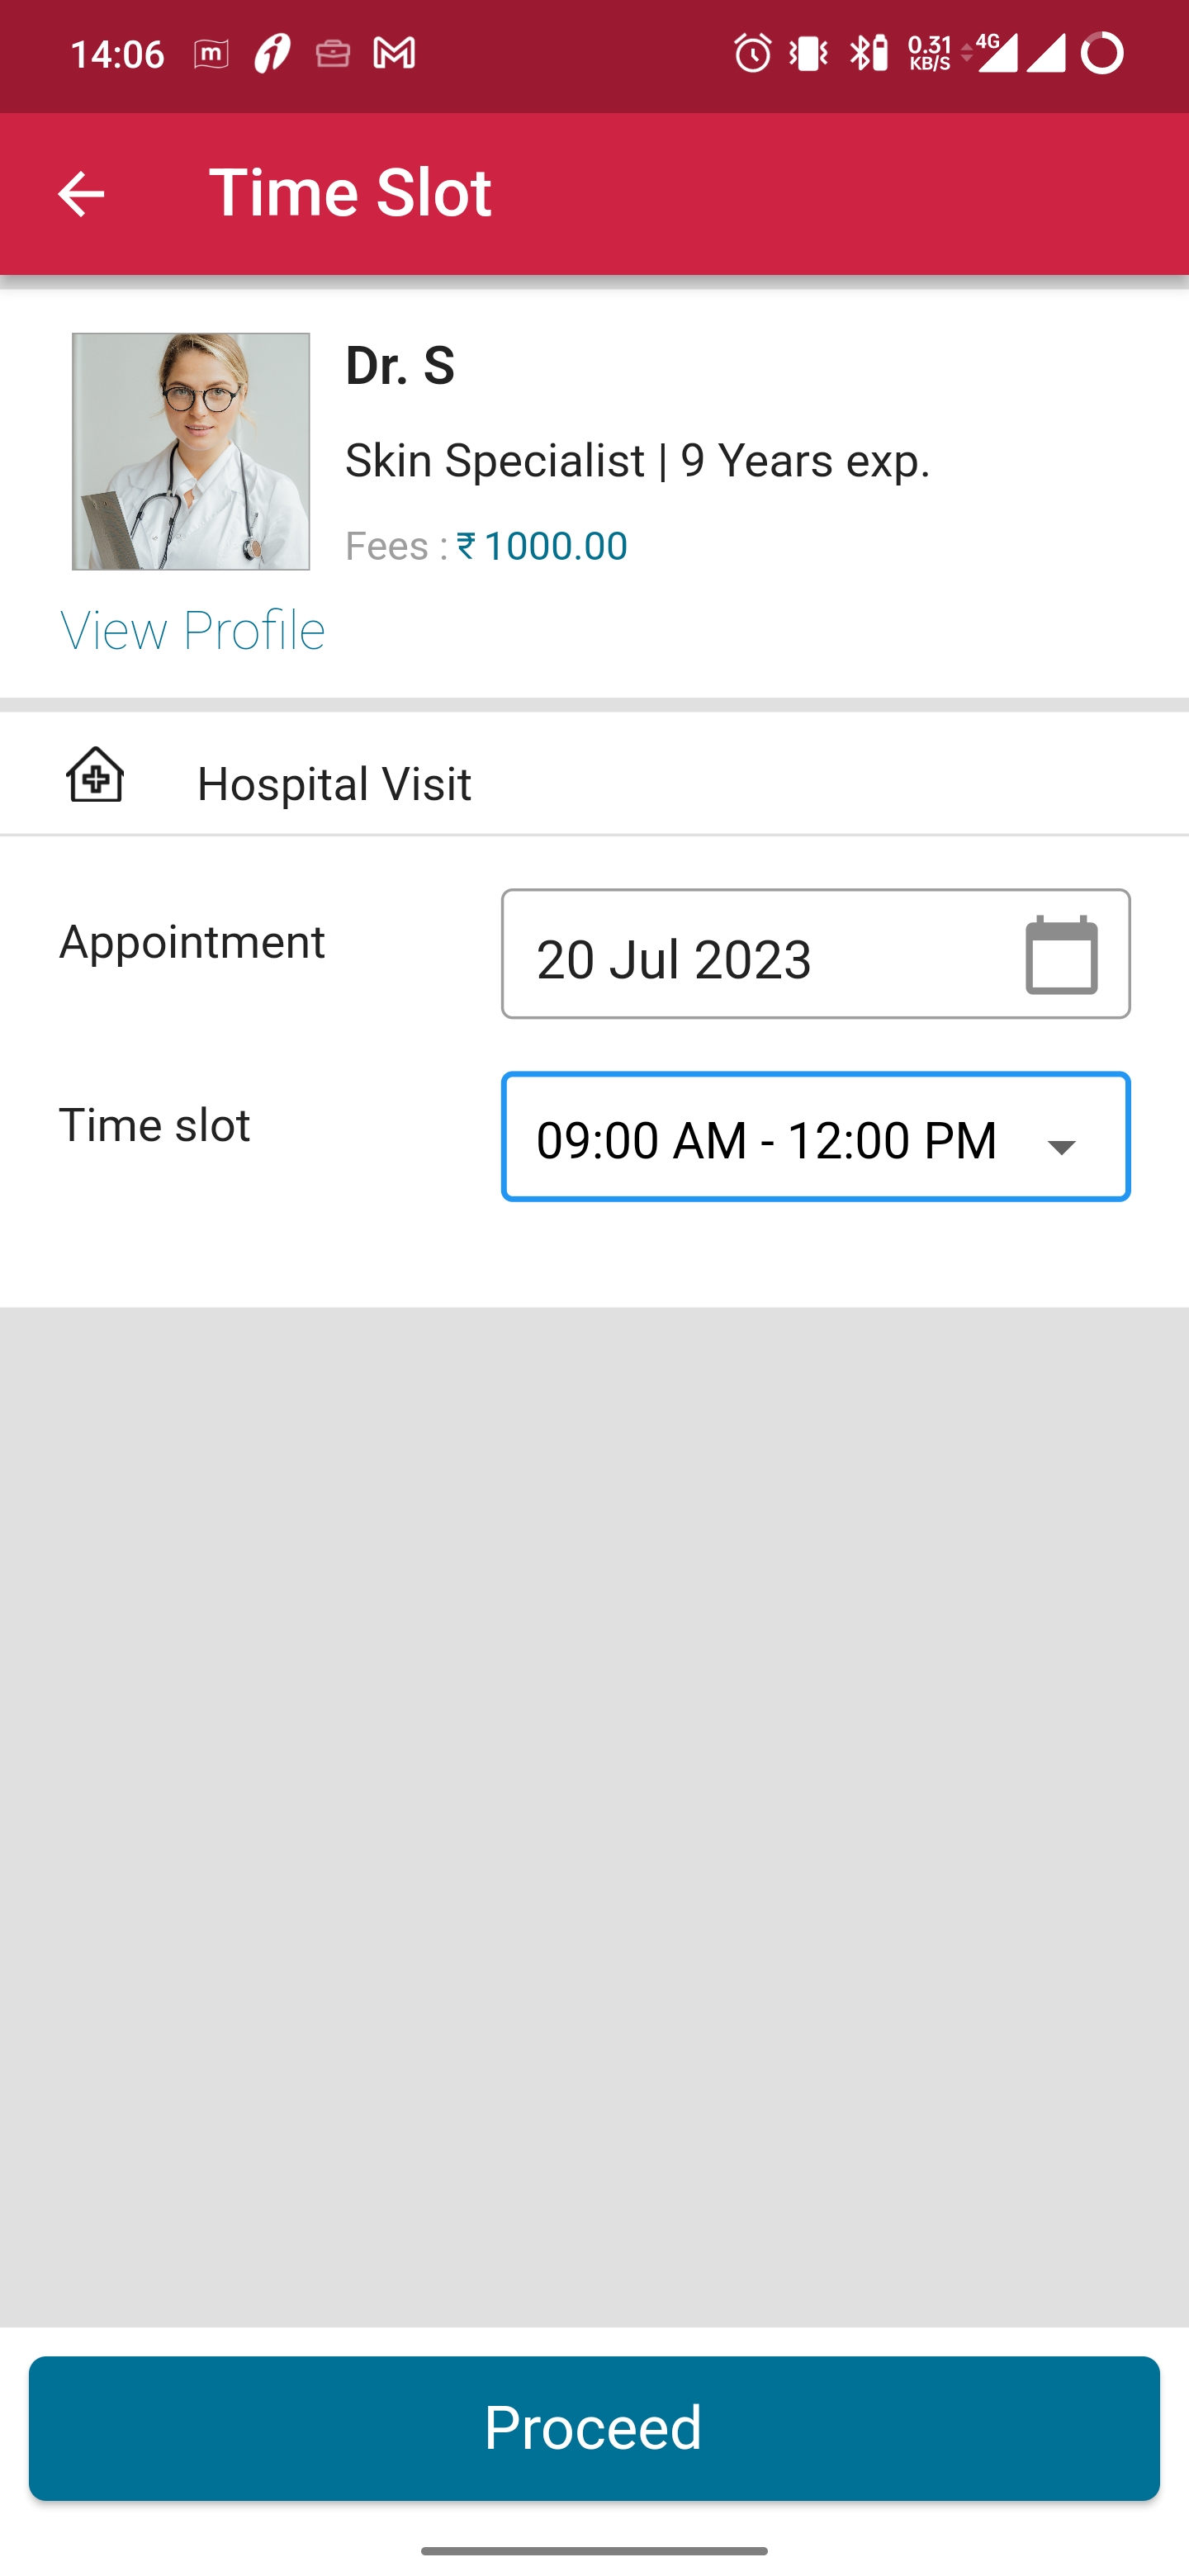 14:06 m 0.31 KB/S 4G
Time Slot
Dr. S
Skin Specialist | 9 Years exp.
Fees : ₹ 1000.00
View Profile
Hospital Visit
Appointment 20 Jul 2023
Time slot 09:00 AM - 12:00 PM
Proceed